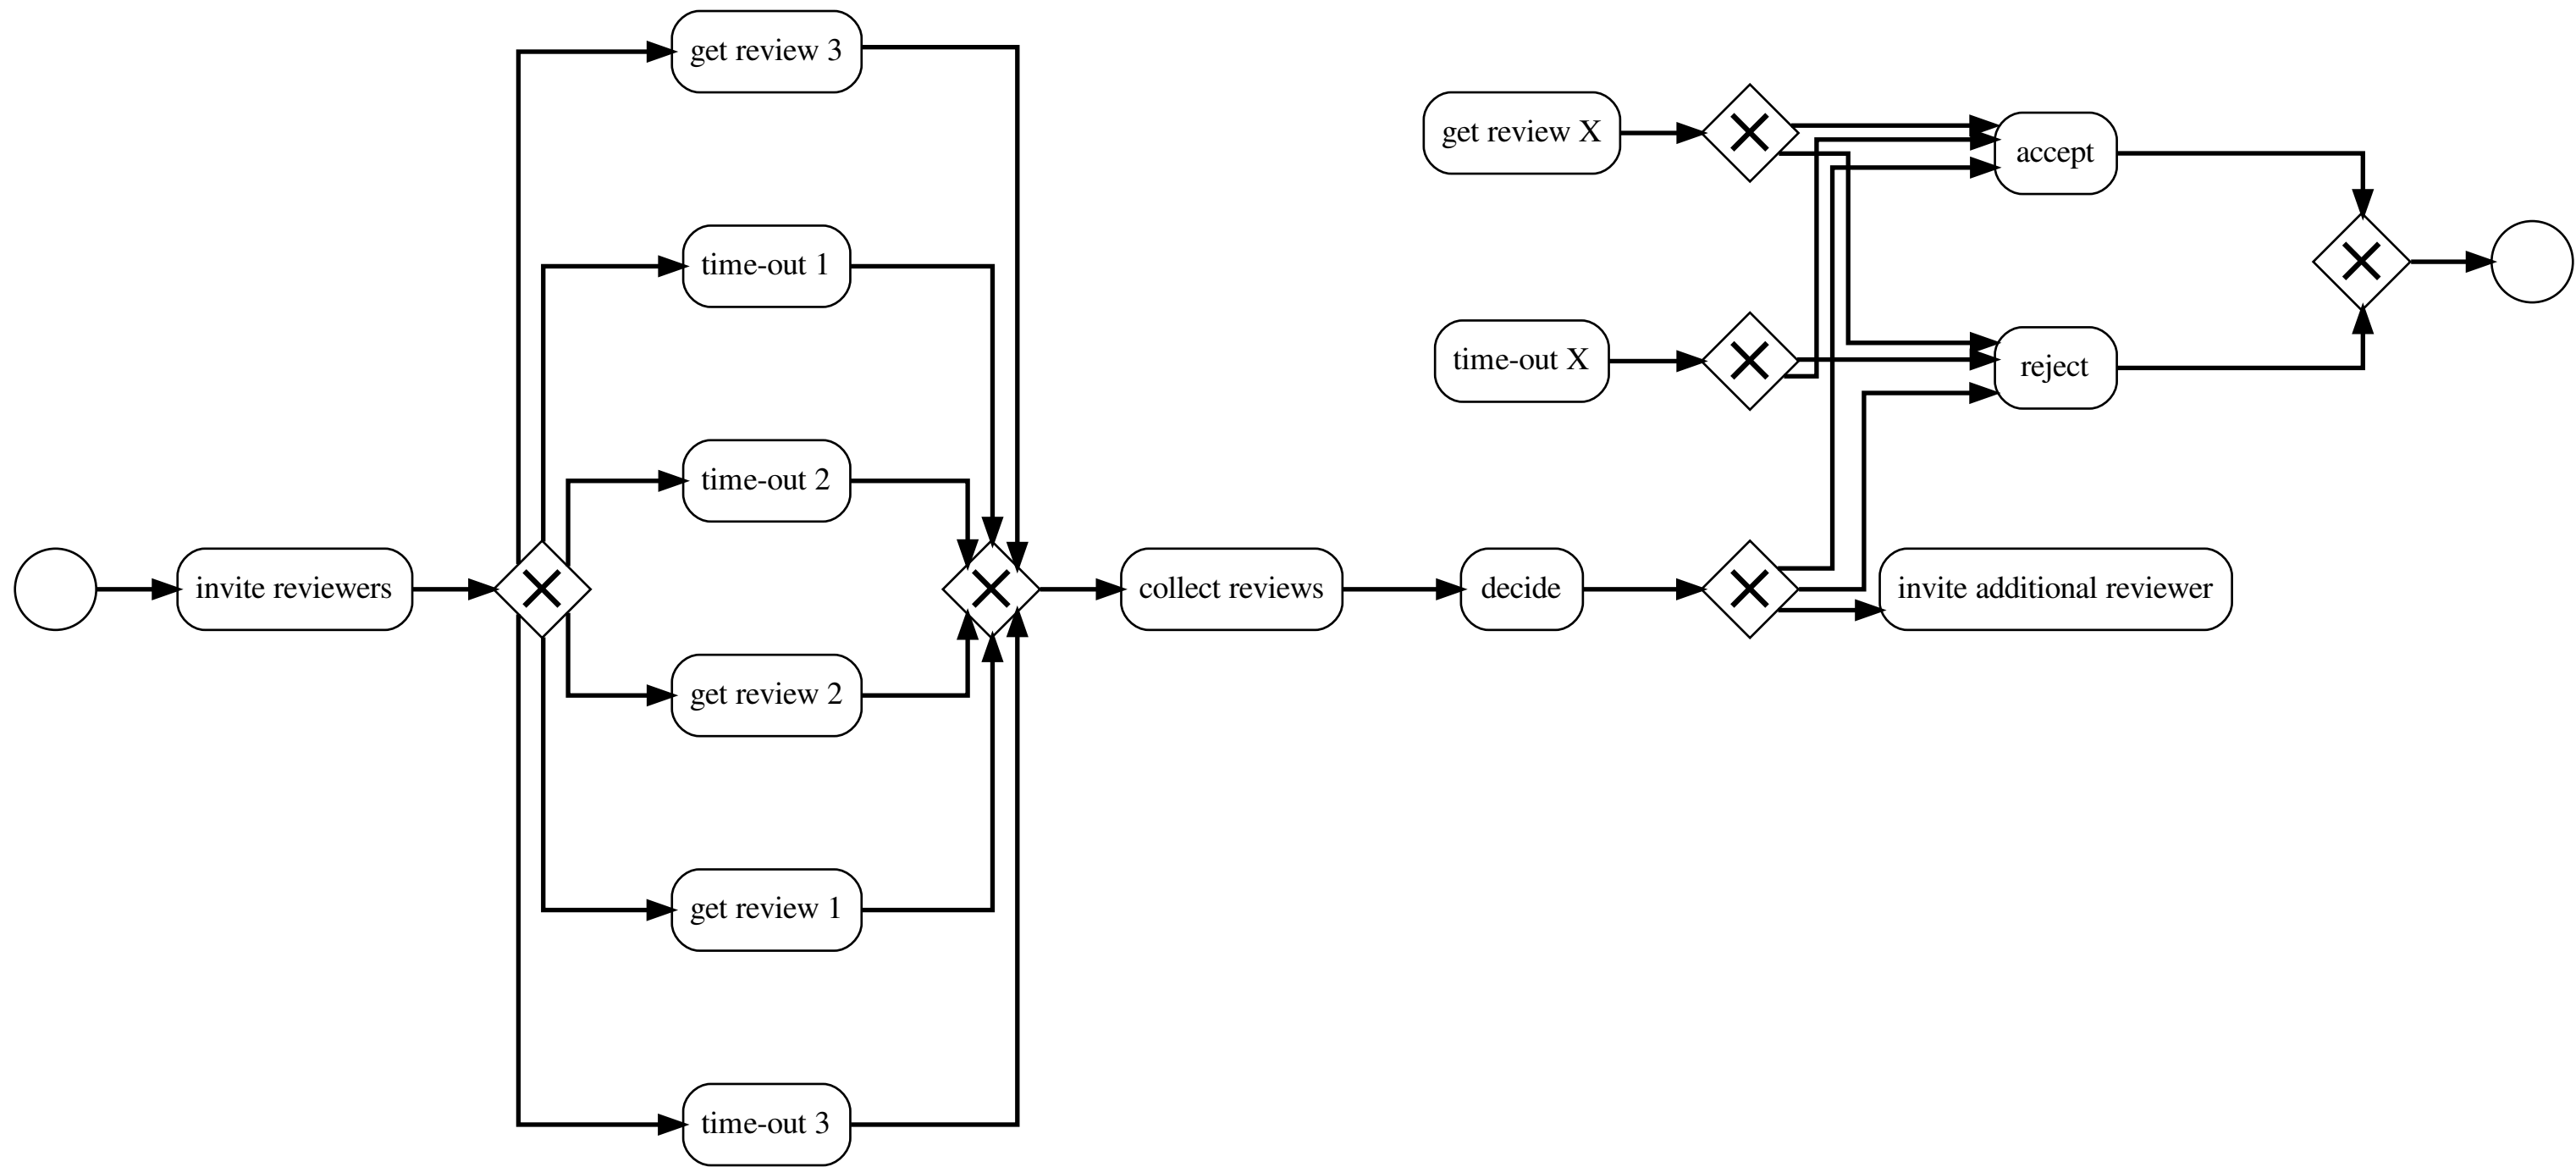 get review 3
get review X
accept
time-out 1
time-out X
reject
time-out 2
invite reviewers
collect reviews
decide
invite additional reviewer
get review 2
get review 1
time-out 3